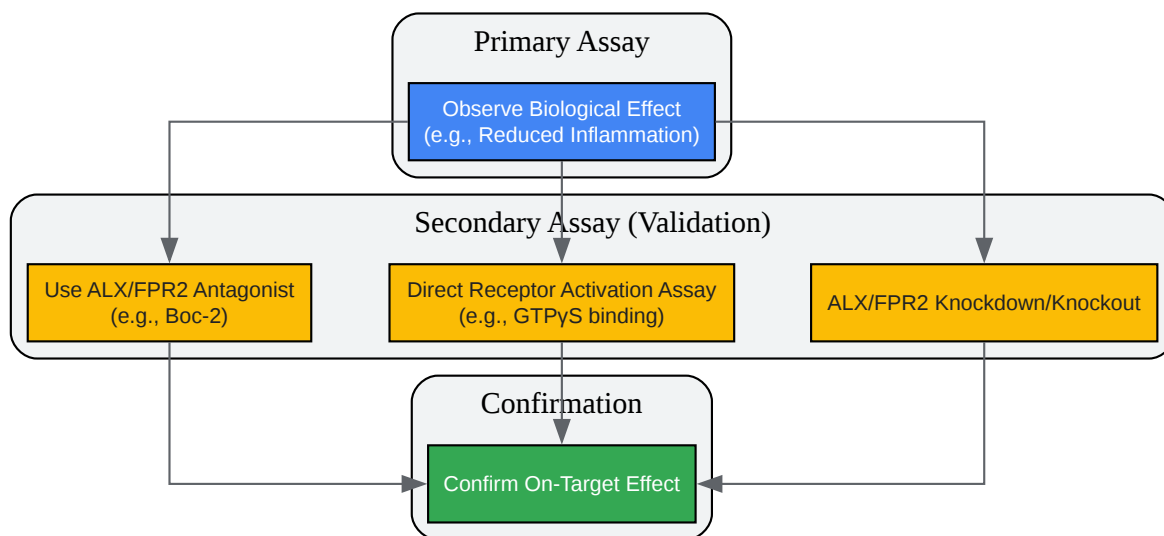 Primary Assay
Observe Biological Effect
(e.g., Reduced Inflammation)
Secondary Assay (Validation)
Use ALX/FPR2 Antagonist
(e.g., Boc-2)
Direct Receptor Activation Assay
(e.g., GTPγS binding)
ALX/FPR2 Knockdown/Knockout
Confirmation
Confirm On-Target Effect